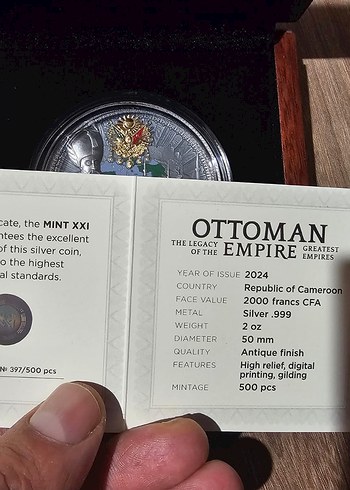 cate, the MINT XXI
ntees the excellent
of this silver coin,
o the highest
al standards.
№ 397/500 pcs
OTTOMAN
THE LEGACY OF THE EMPIRE GREATEST EMPIRES
YEAR OF ISSUE 2024
COUNTRY Republic of Cameroon
FACE VALUE 2000 francs CFA
METAL Silver .999
WEIGHT 2 oz
DIAMETER 50 mm
QUALITY Antique finish
FEATURES High relief, digital
printing, gilding
MINTAGE 500 pcs